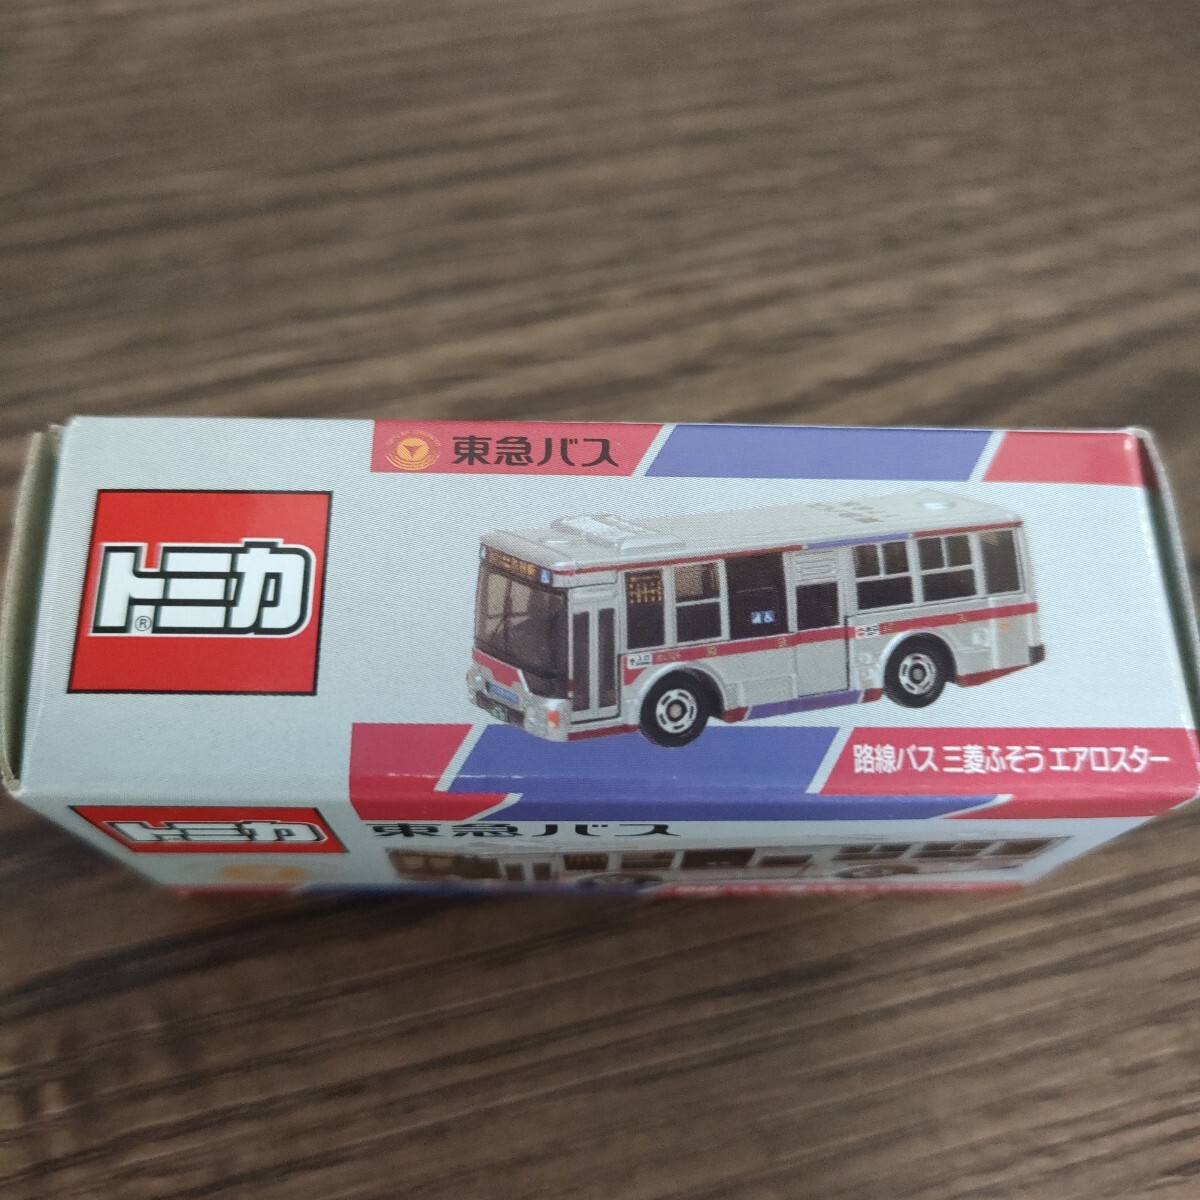 東急バス
トミカ
®
路線バス 三菱ふそう エアロスター
トミカ
東急バス